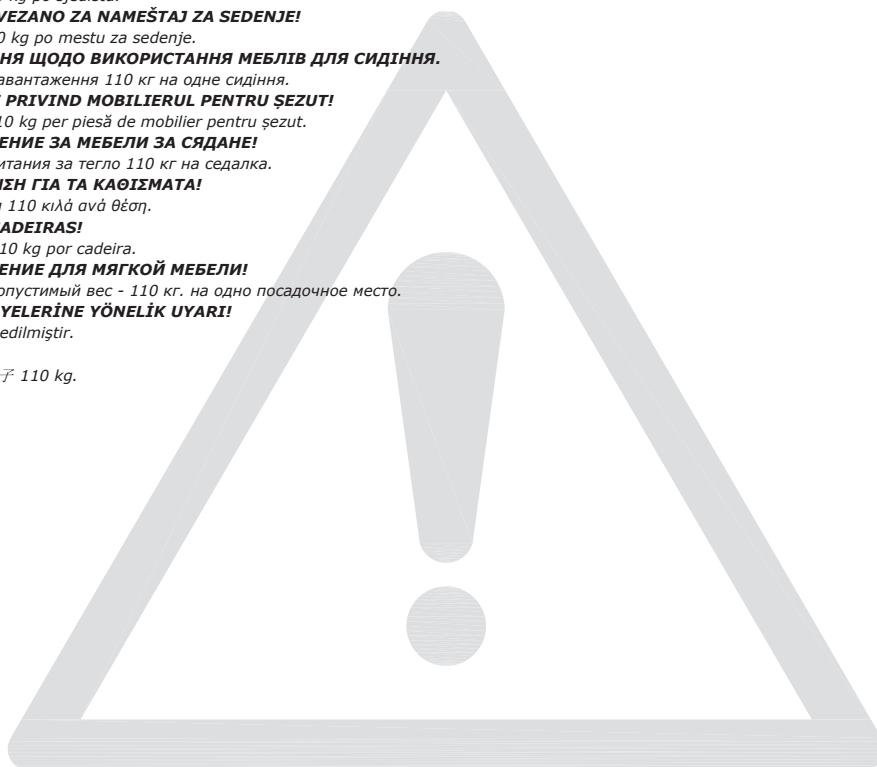 kg po sjedištu.
VEZANO ZA NAMEŠTAJ ZA SEDENJE!
0 kg po mestu za sedenje.
НЯ ЩОДО ВИКОРИСТАННЯ МЕБЛІВ ДЛЯ СИДІННЯ.
авантаження 110 кг на одне сидіння.
PRIVIND MOBILIERUL PENTRU ȘEZUT!
10 kg per piesă de mobilier pentru șezut.
ЕНИЕ ЗА МЕБЕЛИ ЗА СЯДАНЕ!
итания за тегло 110 кг на седалка.
ΣΗ ΓΙΑ ΤΑ ΚΑΘΙΣΜΑΤΑ!
110 κιλά ανά θέση.
ADEIRAS!
10 kg por cadeira.
ЕНИЕ ДЛЯ МЯГКОЙ МЕБЕЛИ!
опустимый вес - 110 кг. на одно посадочное место.
YELERİNE YÖNELİK UYARI!
edilmiştir.
子 110 kg.